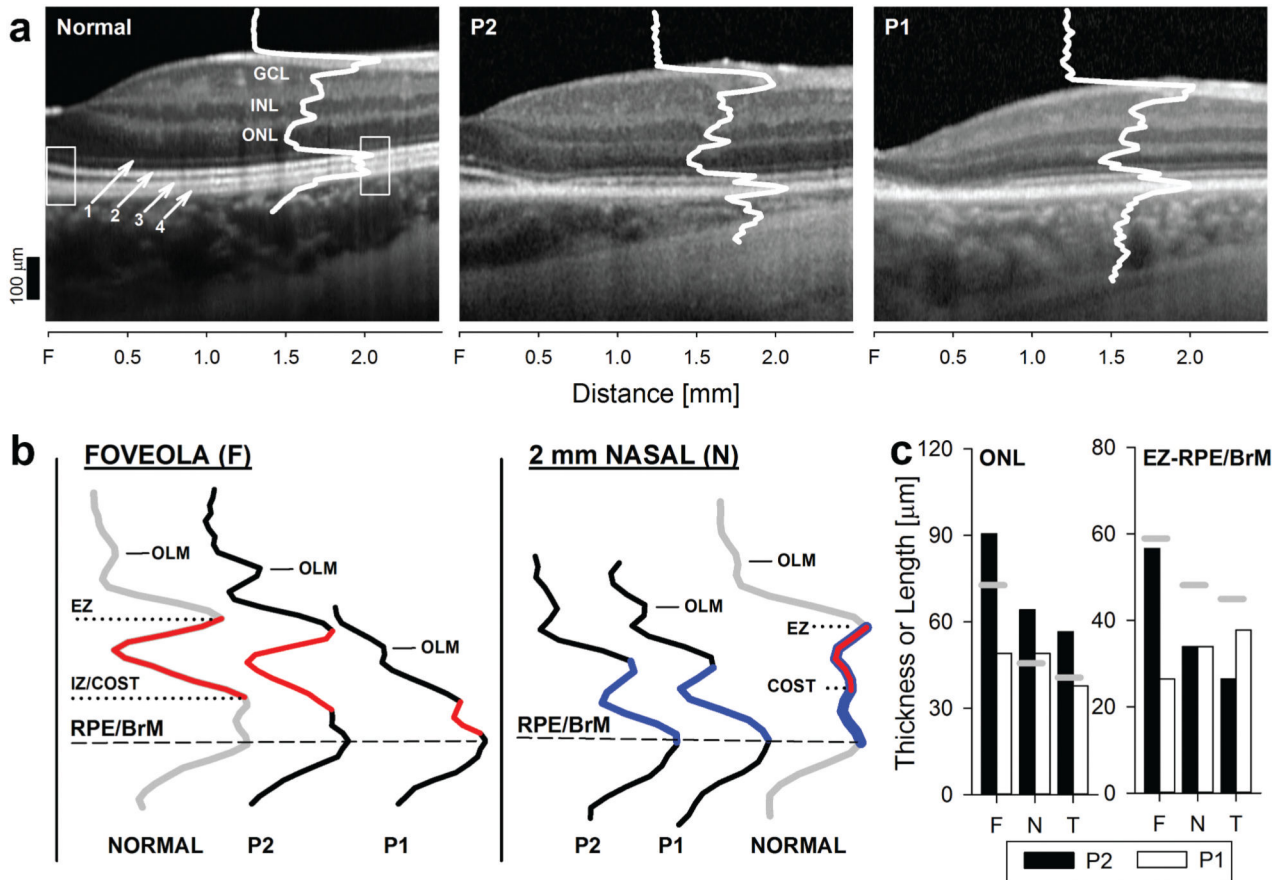 a
Normal
GCL
INL
ONL
1
2
3
4
P2
P1
100 µm
F 0.5 1.0 1.5 2.0
F 0.5 1.0 1.5 2.0
F 0.5 1.0 1.5 2.0
Distance [mm]
b
FOVEOLA (F)
OLM
OLM
EZ
OLM
IZ/COST
RPE/BrM
NORMAL P2 P1
2 mm NASAL (N)
OLM
OLM
EZ
COST
RPE/BrM
P2 P1 NORMAL
c
Thickness or Length [µm]
ONL
120
90
60
30
0
F N T
EZ-RPE/BrM
80
60
40
20
0
F N T
P2 P1